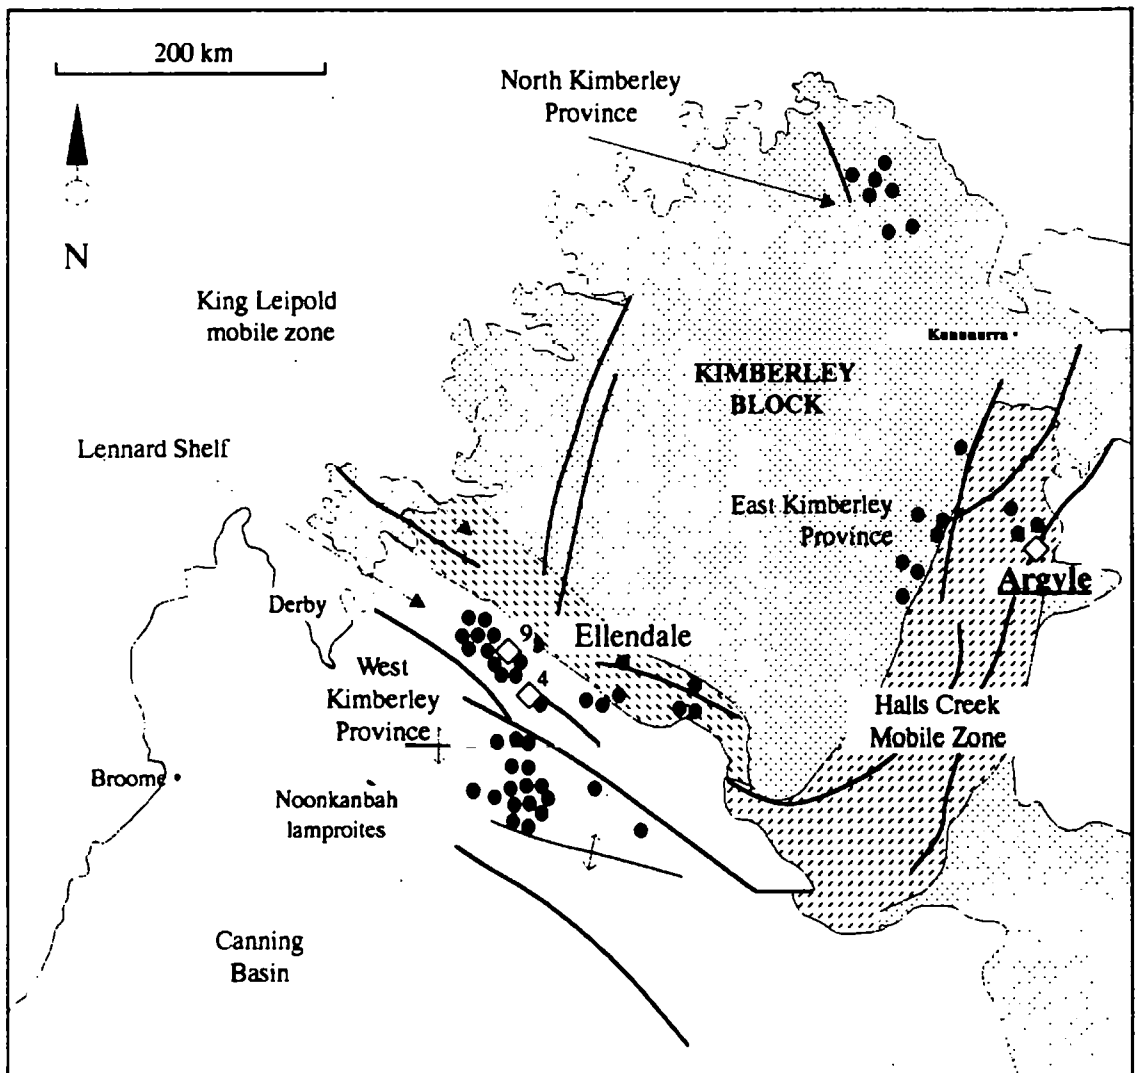 200 km
North Kimberley
Province
N
King Leipold
mobile zone
Kununurra
KIMBERLEY
BLOCK
Lennard Shelf
East Kimberley
Province
Argyle
Derby
9
Ellendale
4
West
Kimberley
Province
Halls Creek
Mobile Zone
Broome
Noonkanbah
lamproites
Canning
Basin